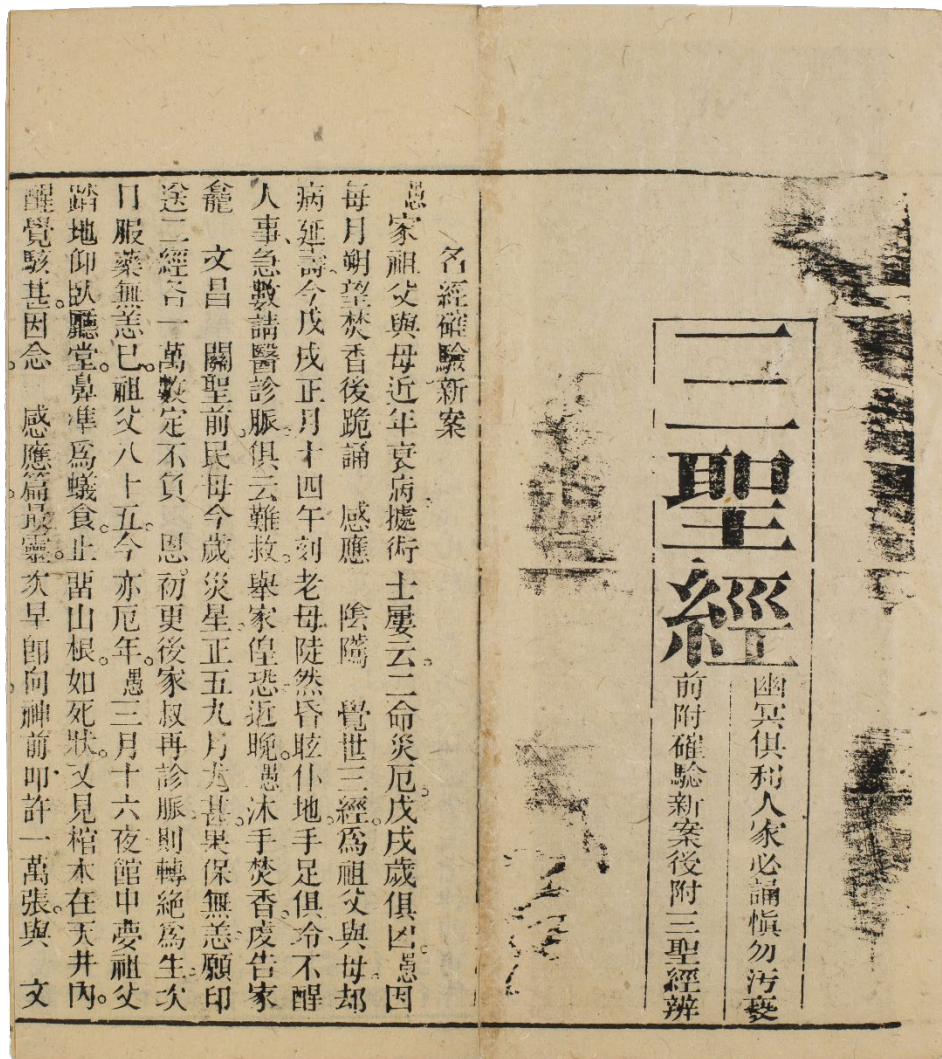 三聖經
幽冥俱利人家必誦慎勿汚褻
前附確驗新案後附三聖經辨
名經確驗新案
愚家祖父與母近年衰病據術士屢云二命災厄戊戌歲俱凶愚因
每月朔望焚香後跪誦　感應　陰隲　覺世三經爲祖父與母却
病延壽今戊戌正月十四午刻老母陡然昏眩仆地手足俱冷不醒
人事急數請醫診脈俱云難救舉家偟恐近晚愚沐手焚香虔告家
龕　文昌　關聖前民母今歲災星正五九月尤甚果保無恙願印
送二經各一萬數定不負　恩初更後家叔再診脈則轉絕爲生次
日服藥無恙已祖父八十五今亦厄年愚三月十六夜館中夢祖父
踏地仰臥廳堂鼻凖爲蟻食止留山根如死狀又見棺木在天井內
醒覺駭甚因念　感應篇最靈次早卽向神前叩許一萬張與　文